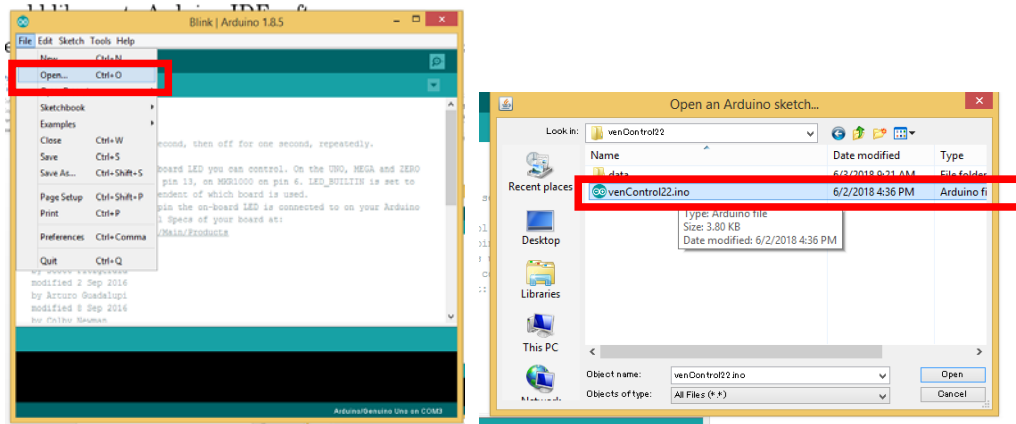 Blink | Arduino 1.8.5
File Edit Sketch Tools Help
New Ctrl+N
Open... Ctrl+O
Sketchbook
Examples
Close Ctrl+W
Save Ctrl+S
Save As... Ctrl+Shift+S
Page Setup Ctrl+Shift+P
Print Ctrl+P
Preferences Ctrl+Comma
Quit Ctrl+Q
econd, then off for one second, repeatedly.
board LED you can control. On the UNO, MEGA and ZERO
pin 13, on MKR1000 on pin 6. LED_BUILTIN is set to
endent of which board is used.
pin the on-board LED is connected to on your Arduino
l Specs of your board at:
/Main/Products
modified 2 Sep 2016
by Arturo Guadalupi
modified 8 Sep 2016
by Colby Newman
Arduino/Genuino Uno on COM3
Open an Arduino sketch...
Look in: venControl22
Name Date modified Type
data 6/3/2018 9:21 AM File folder
venControl22.ino 6/2/2018 4:36 PM Arduino fi
Type: Arduino file
Size: 3.80 KB
Date modified: 6/2/2018 4:36 PM
Recent places
Desktop
Libraries
This PC
Network
Object name: venControl22.ino Open
Objects of type: All Files (*.*) Cancel